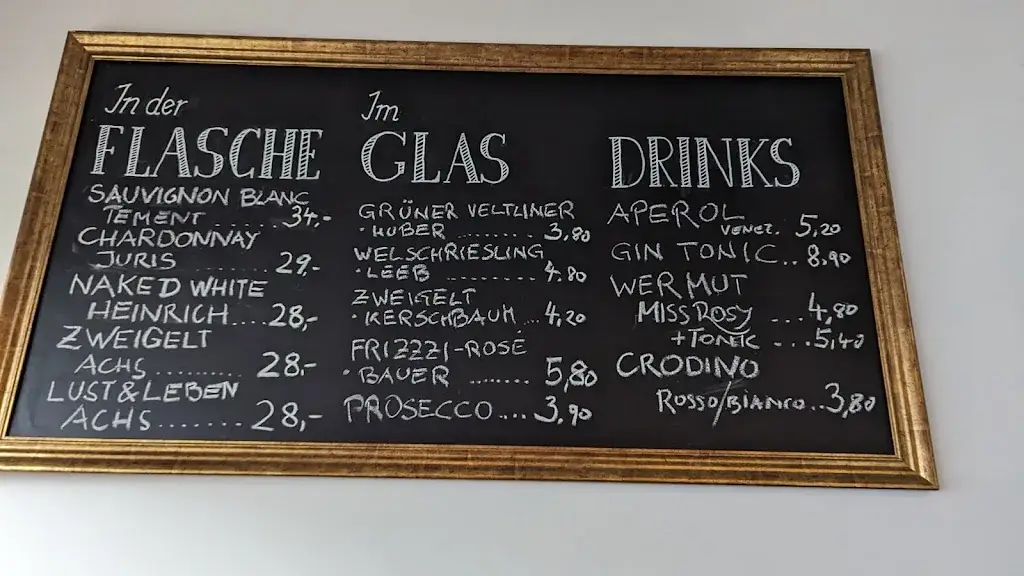 In der
FLASCHE
SAUVIGNON BLANC
TEMENT ....... 34,-
CHARDONNAY
JURIS ......... 29,-
NAKED WHITE
HEINRICH.... 28,-
ZWEIGELT
ACHS ......... 28,-
LUST&LEBEN
ACHS ....... 28,-
Im
GLAS
GRÜNER VELTLINER
· HUBER ........ 3,80
WELSCHRIESLING
· LEEB ......... 4,80
ZWEIGELT
· KERSCHBAUM ... 4,20
FRIZZZI-ROSE
· BAUER ........ 5,80
PROSECCO.... 3,90
DRINKS
APEROL VENEZ. 5,20
GIN TONIC.. 8,90
WERMUT
MISS ROSY ... 4,80
+TONIC ... 5,40
CRODINO
ROSSO/BIANCO..3,80